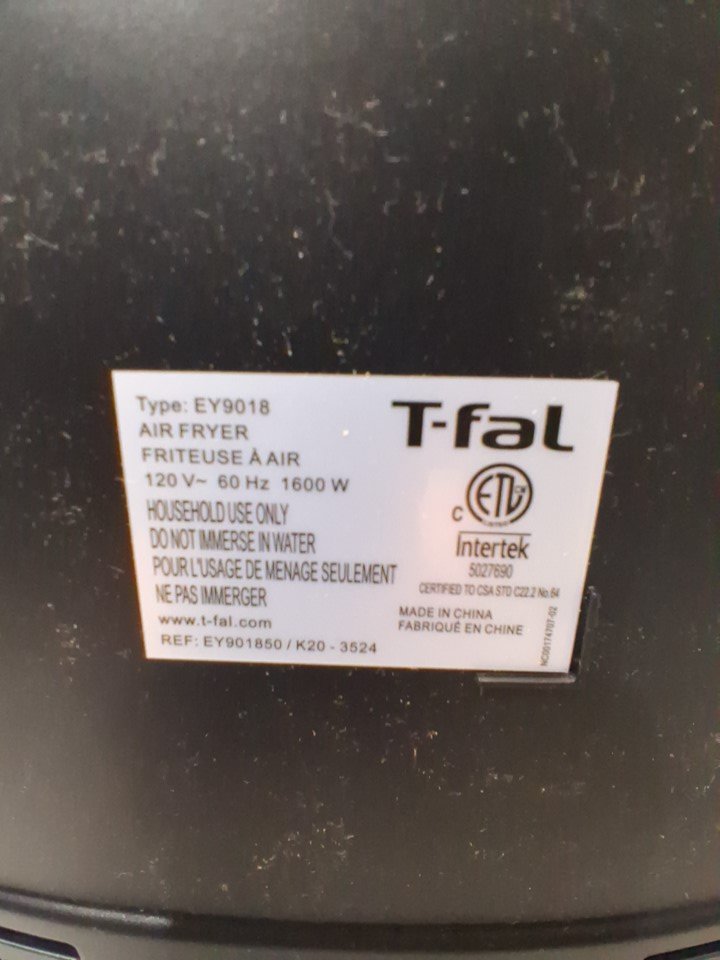 Type: EY9018
AIR FRYER
FRITEUSE À AIR
120 V~ 60 Hz 1600 W
HOUSEHOLD USE ONLY
DO NOT IMMERSE IN WATER
POUR L'USAGE DE MENAGE SEULEMENT
NE PAS IMMERGER
www.t-fal.com
REF: EY901850 / K20 - 3524
T-fal
C ETL
Intertek
5027690
CERTIFIED TO CSA STD C22.2 No.64
MADE IN CHINA
FABRIQUÉ EN CHINE
NC00174707-02